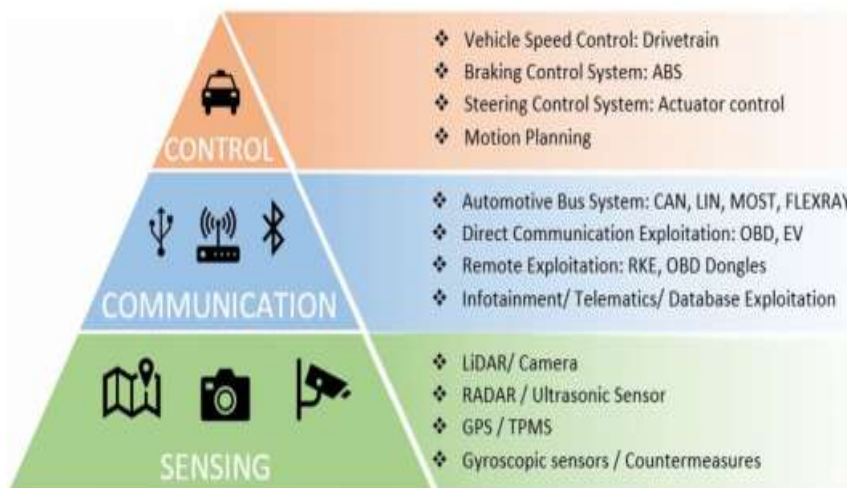 ❖ Vehicle Speed Control: Drivetrain
❖ Braking Control System: ABS
❖ Steering Control System: Actuator control
❖ Motion Planning
CONTROL
❖ Automotive Bus System: CAN, LIN, MOST, FLEXRAY
❖ Direct Communication Exploitation: OBD, EV
❖ Remote Exploitation: RKE, OBD Dongles
❖ Infotainment/ Telematics/ Database Exploitation
COMMUNICATION
❖ LiDAR/ Camera
❖ RADAR / Ultrasonic Sensor
❖ GPS / TPMS
❖ Gyroscopic sensors / Countermeasures
SENSING